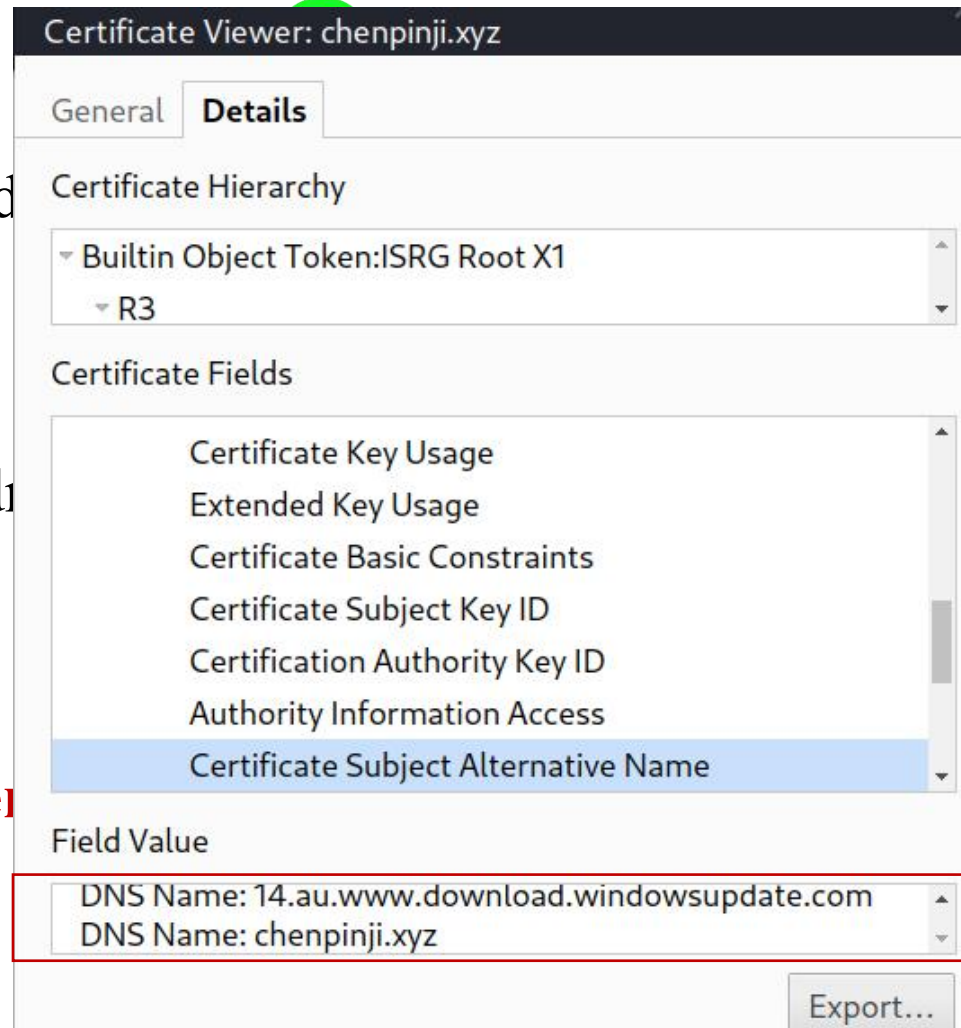 Certificate Viewer: chenpinji.xyz
General Details
Certificate Hierarchy
Builtin Object Token:ISRG Root X1
R3
Certificate Fields
Certificate Key Usage
Extended Key Usage
Certificate Basic Constraints
Certificate Subject Key ID
Certification Authority Key ID
Authority Information Access
Certificate Subject Alternative Name
Field Value
DNS Name: 14.au.www.download.windowsupdate.com
DNS Name: chenpinji.xyz
Export...